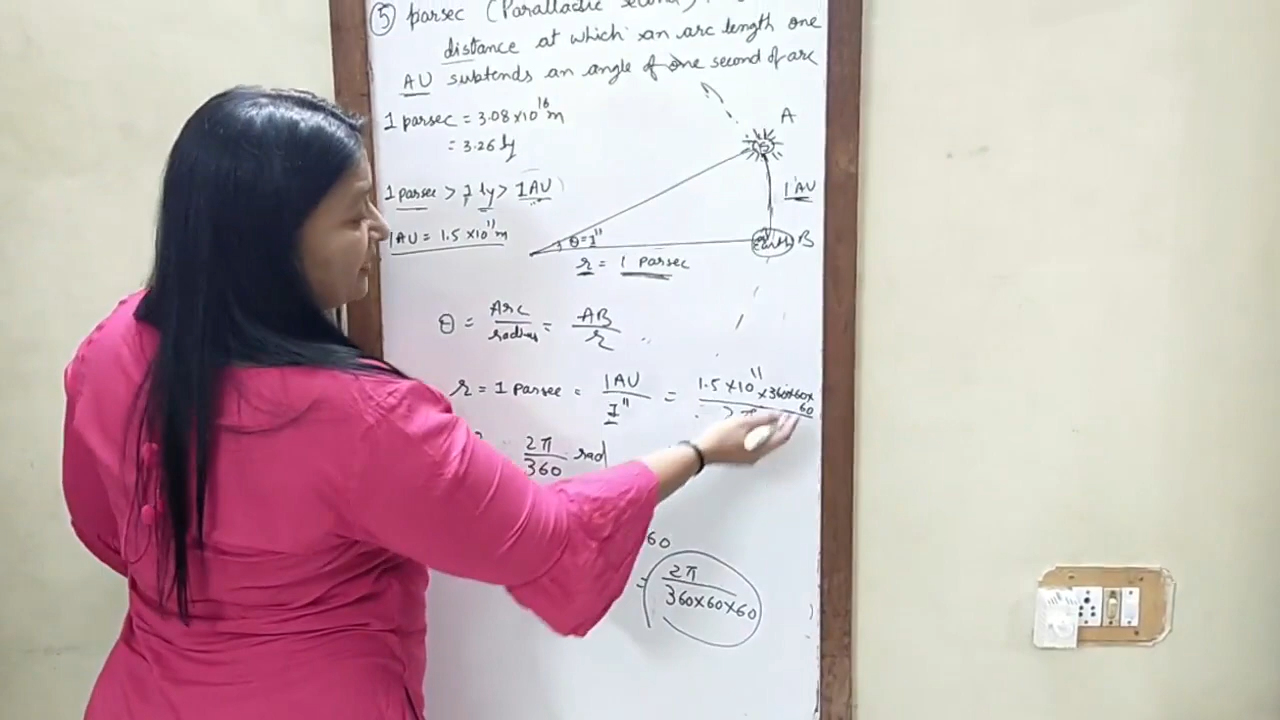 ⑤ parsec (Parallactic second)
distance at which an arc length one
AU subtends an angle of one second of arc
1 parsec = 3.08×10¹⁶ m
= 3.26 ly
1 parsec > 1 ly > 1AU
1AU = 1.5 ×10¹¹ m
A
S
1 AU
Earth B
θ=1"
r = 1 Parsec
θ = Arc/radius = AB/r
r = 1 Parsec = 1AU/1" = 1.5×10¹¹×360×60×60/2π
2π/360 rad
60
= 2π/360×60×60